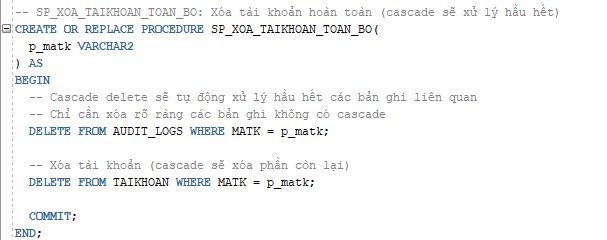 -- SP_XOA_TAIKHOAN_TOAN_BO: Xóa tài khoản hoàn toàn (cascade sẽ xử lý hầu hết)
CREATE OR REPLACE PROCEDURE SP_XOA_TAIKHOAN_TOAN_BO(
  p_matk VARCHAR2
) AS
BEGIN
  -- Cascade delete sẽ tự động xử lý hầu hết các bản ghi liên quan
  -- Chỉ cần xóa rõ ràng các bản ghi không có cascade
  DELETE FROM AUDIT_LOGS WHERE MATK = p_matk;

  -- Xóa tài khoản (cascade sẽ xóa phần còn lại)
  DELETE FROM TAIKHOAN WHERE MATK = p_matk;

  COMMIT;
END;